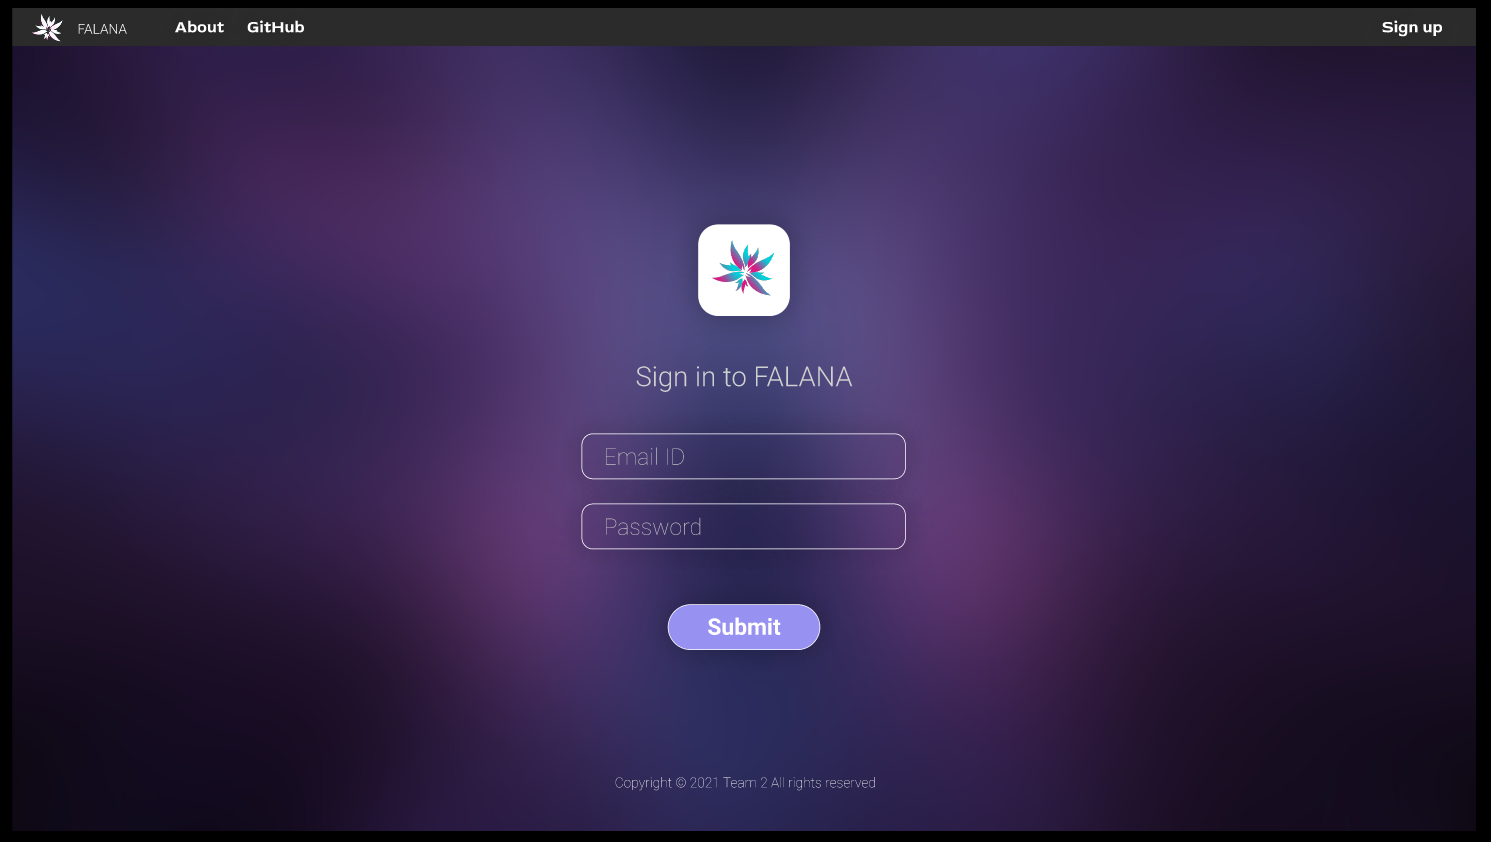 FALANA
About
GitHub
Sign up
Sign in to FALANA
Email ID
Password
Submit
Copyright © 2021 Team 2 All rights reserved